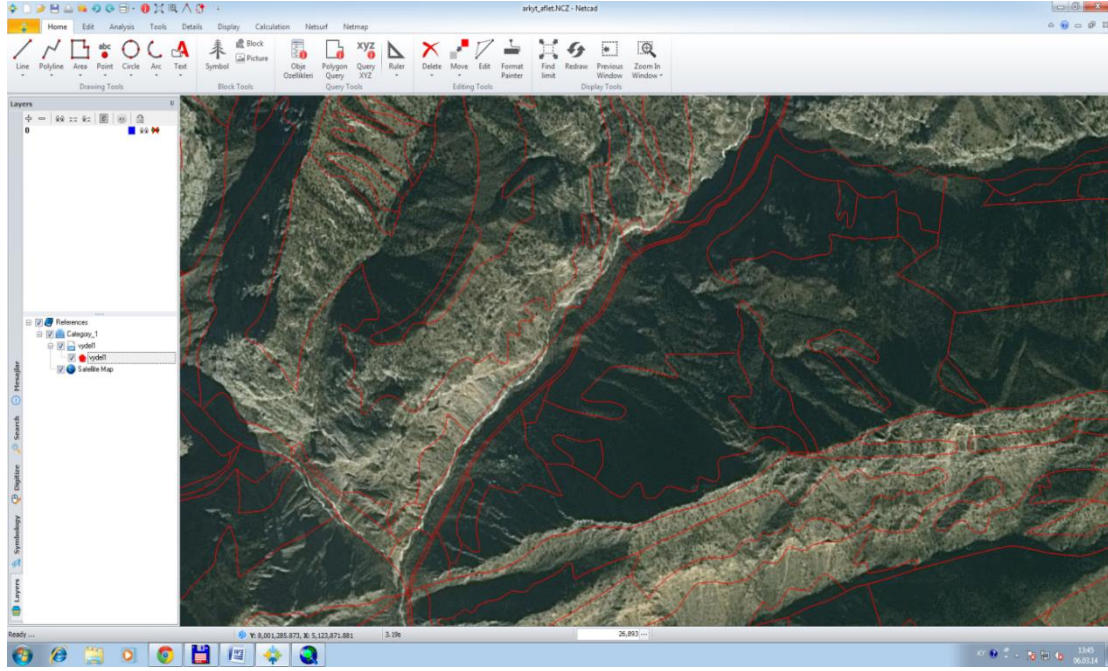 arkyt_aflet.NCZ - Netcad
Home Edit Analysis Tools Details Display Calculation Netsurf Netmap
abc XYZ
Block
Picture
Line Polyline Area Point Circle Arc Text Symbol Obje Ozellikleri Polygon Query Query XYZ Ruler Delete Move Edit Format Painter Find limit Redraw Previous Window Zoom In Window
Drawing Tools Block Tools Query Tools Editing Tools Display Tools
Layers
0
References
Category_1
vydel1
vydel1
Satellite Map
Mesajlar
Search
Digitize
Symbology
Layers
Ready ... Y: 8,001,285.873, X: 5,123,871.881 3.19s 26,893 ...
KY 13:45
06.03.14